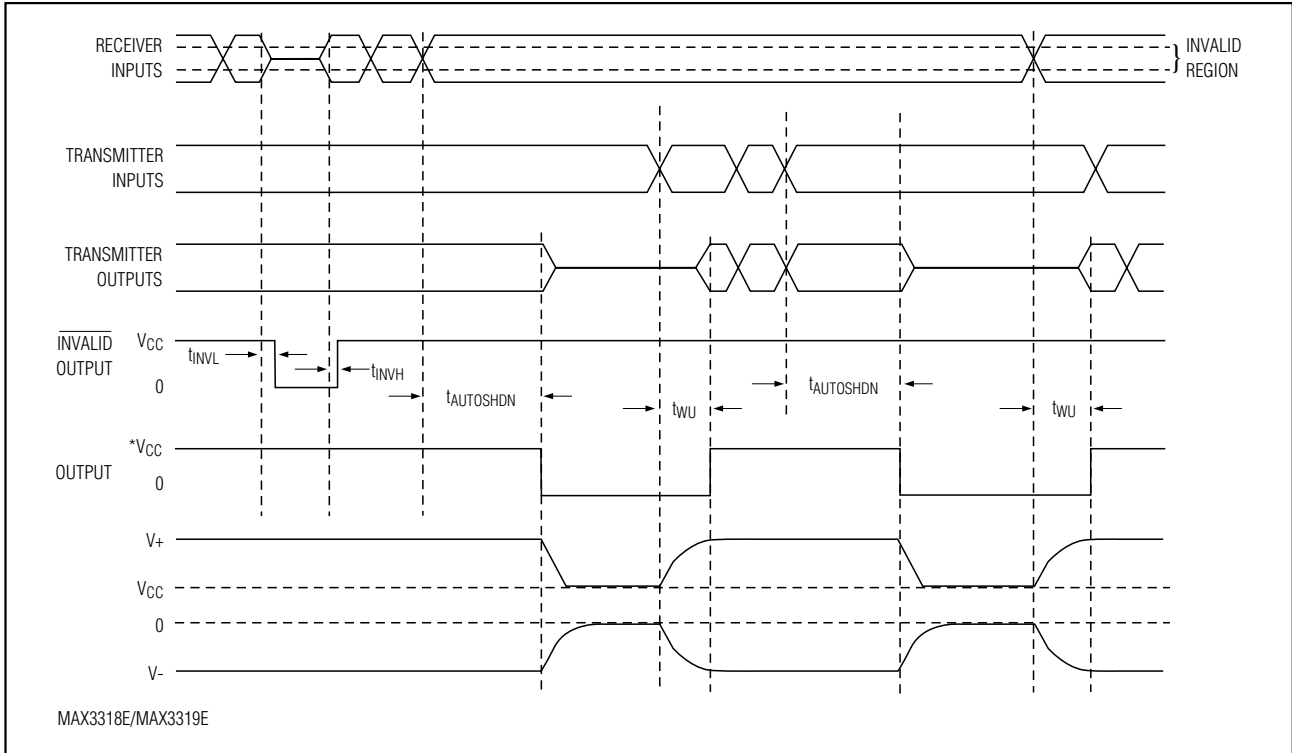 RECEIVER
INPUTS
} INVALID
REGION
TRANSMITTER
INPUTS
TRANSMITTER
OUTPUTS
INVALID
OUTPUT
VCC
0
tINVL
tINVH
tAUTOSHDN
tWU
tAUTOSHDN
tWU
OUTPUT
*VCC
0
V+
VCC
0
V-
MAX3318E/MAX3319E